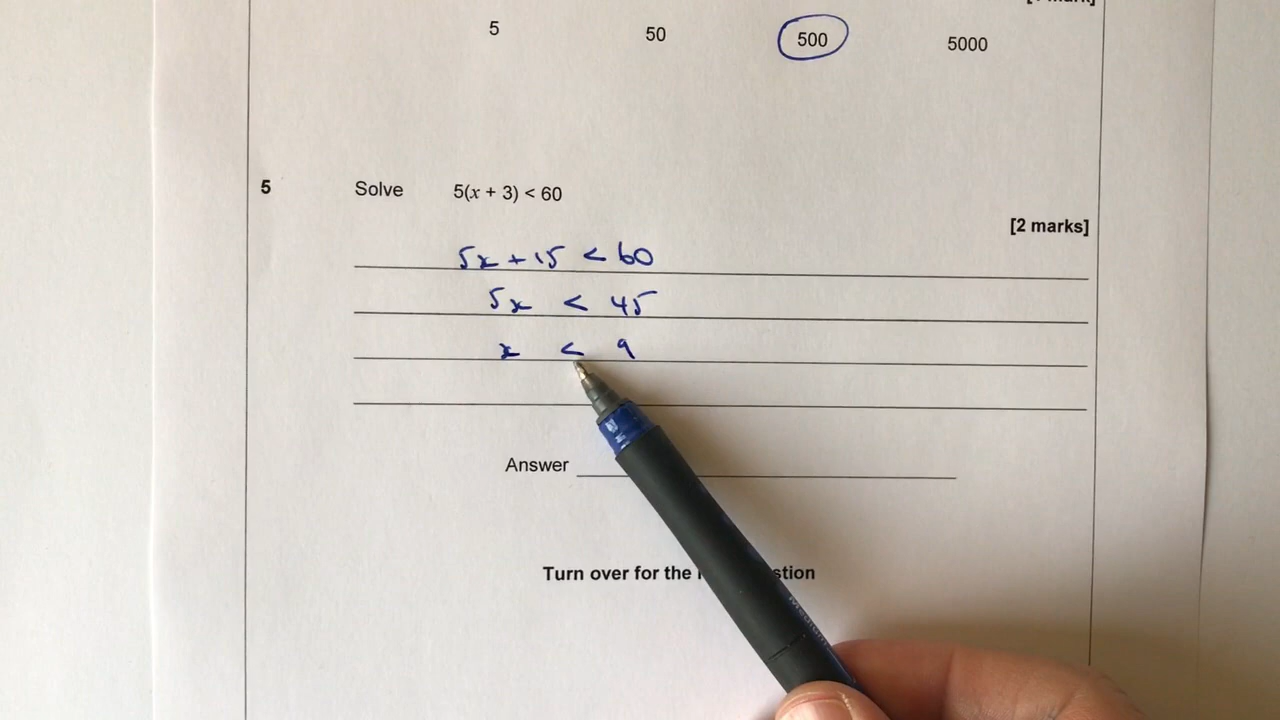 5 50 500 5000
5 Solve 5(x + 3) < 60
[2 marks]
5x + 15 < 60
5x < 45
x < 9
Answer
Turn over for the